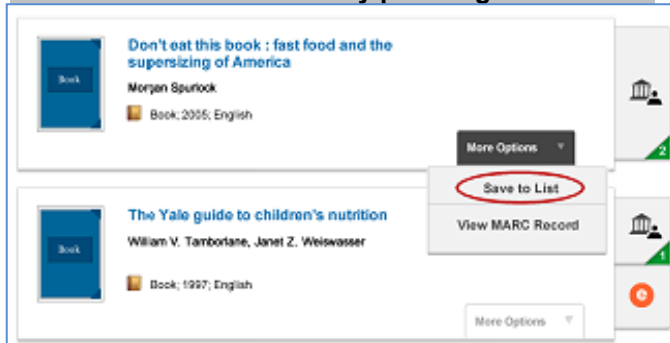 Don't eat this book : fast food and the
supersizing of America
Book
Morgan Spurlock
Book; 2005; English
More Options
2
Save to List
View MARC Record
The Yale guide to children's nutrition
William V. Tamborlane, Janet Z. Weiswasser
Book
1
Book; 1997; English
e
More Options